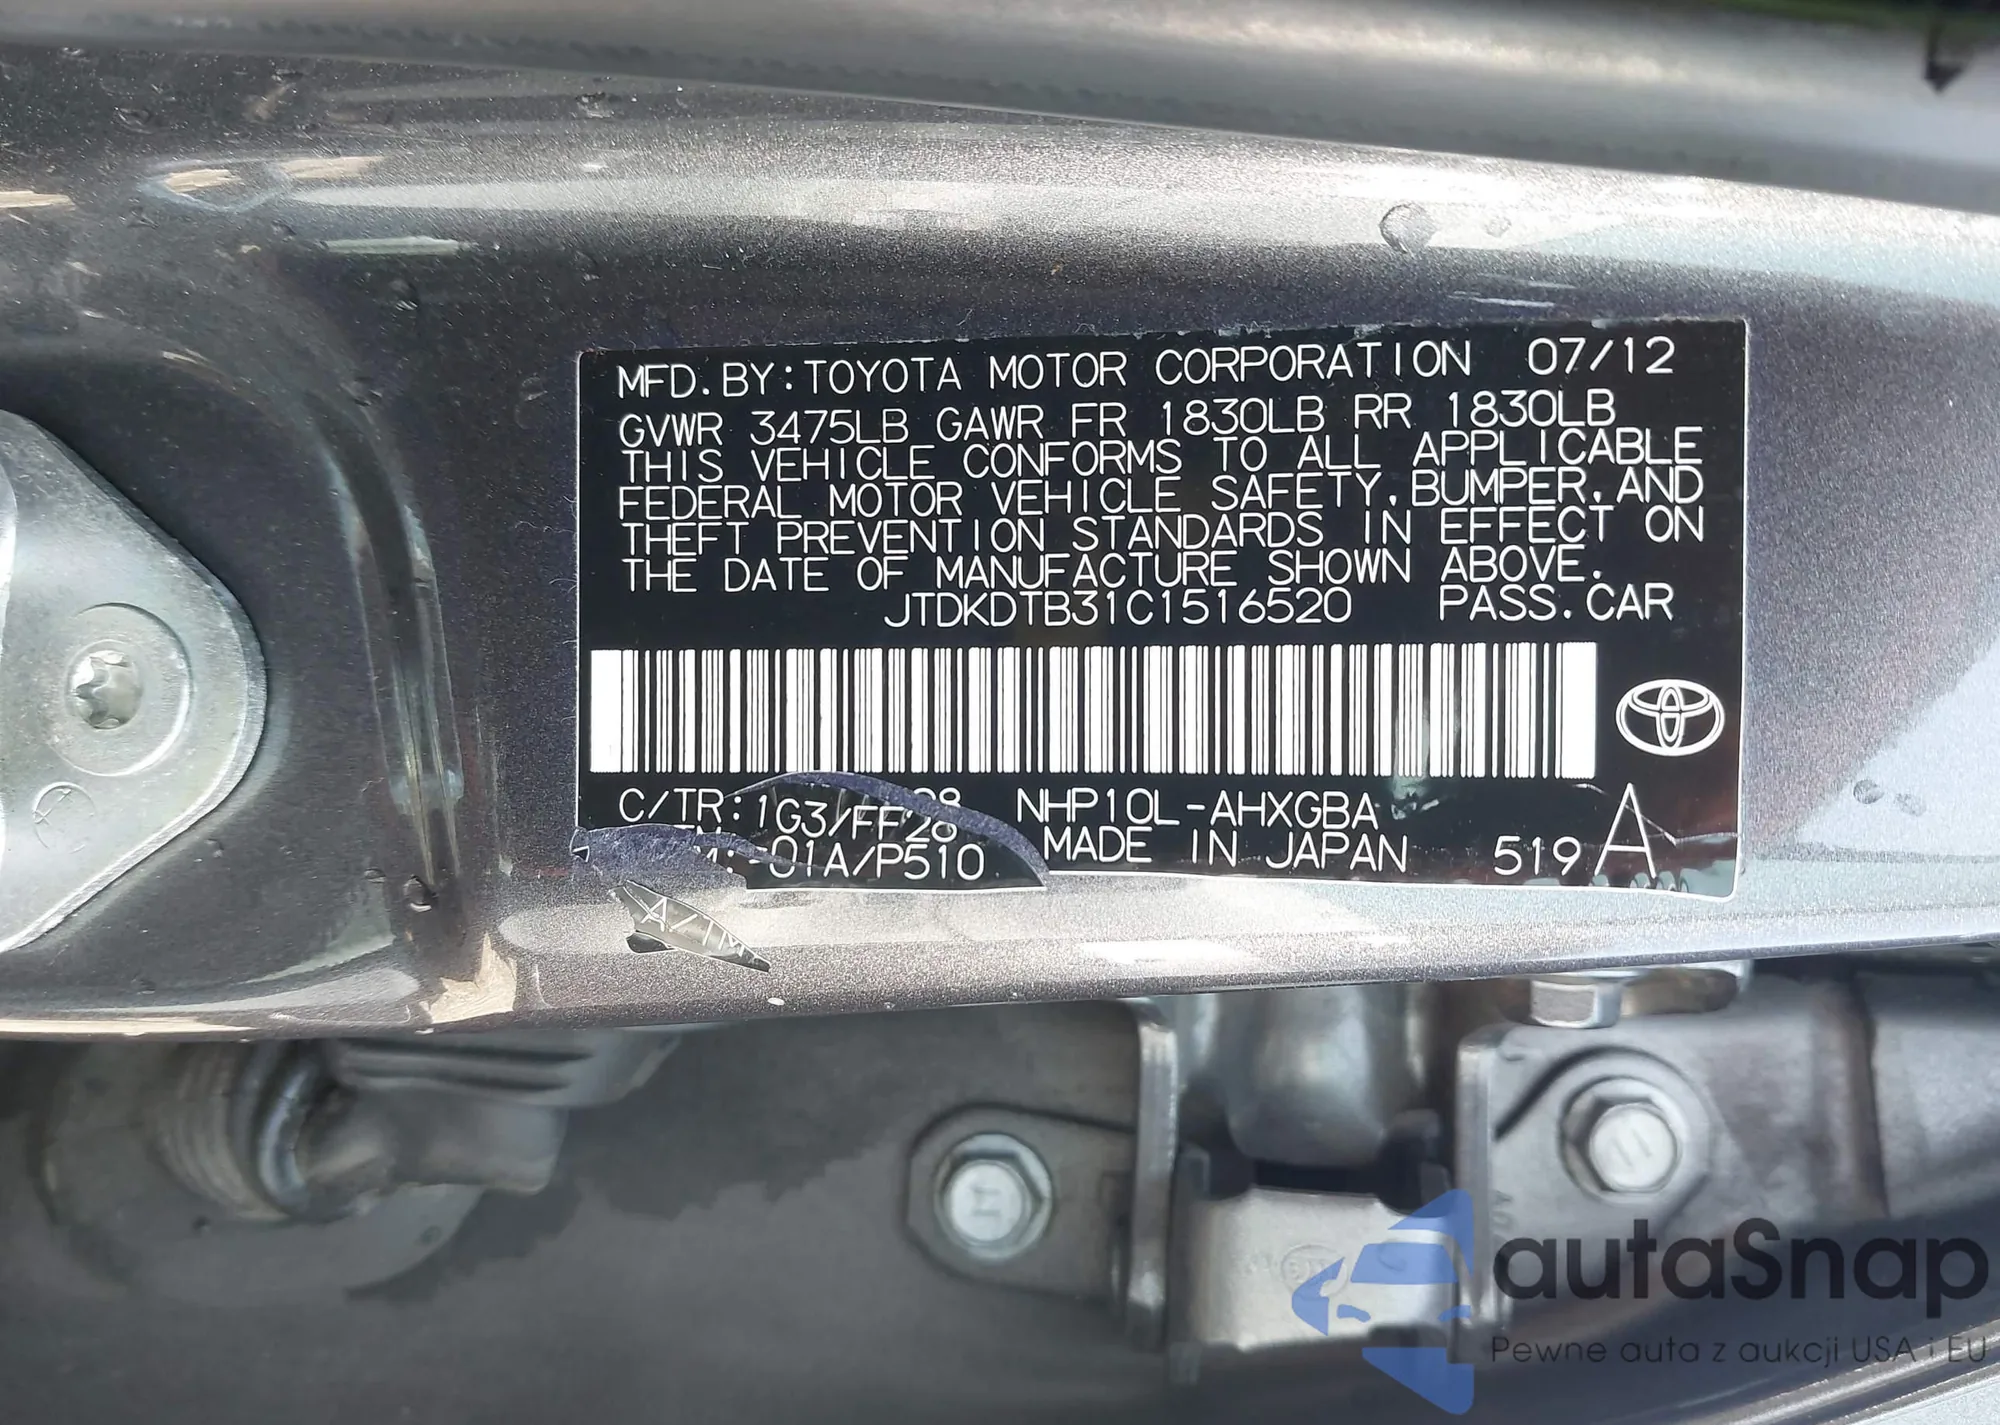 MFD.BY:TOYOTA MOTOR CORPORATION 07/12
GVWR 3475LB GAWR FR 1830LB RR 1830LB
THIS VEHICLE CONFORMS TO ALL APPLICABLE
FEDERAL MOTOR VEHICLE SAFETY,BUMPER,AND
THEFT PREVENTION STANDARDS IN EFFECT ON
THE DATE OF MANUFACTURE SHOWN ABOVE.
JTDKDTB31C1516520 PASS.CAR
C/TR:1G3/FF28 NHP10L-AHXGBA
01A/P510 MADE IN JAPAN 519 A
A/TM
autaSnap
Pewne auta z aukcji USA i EU